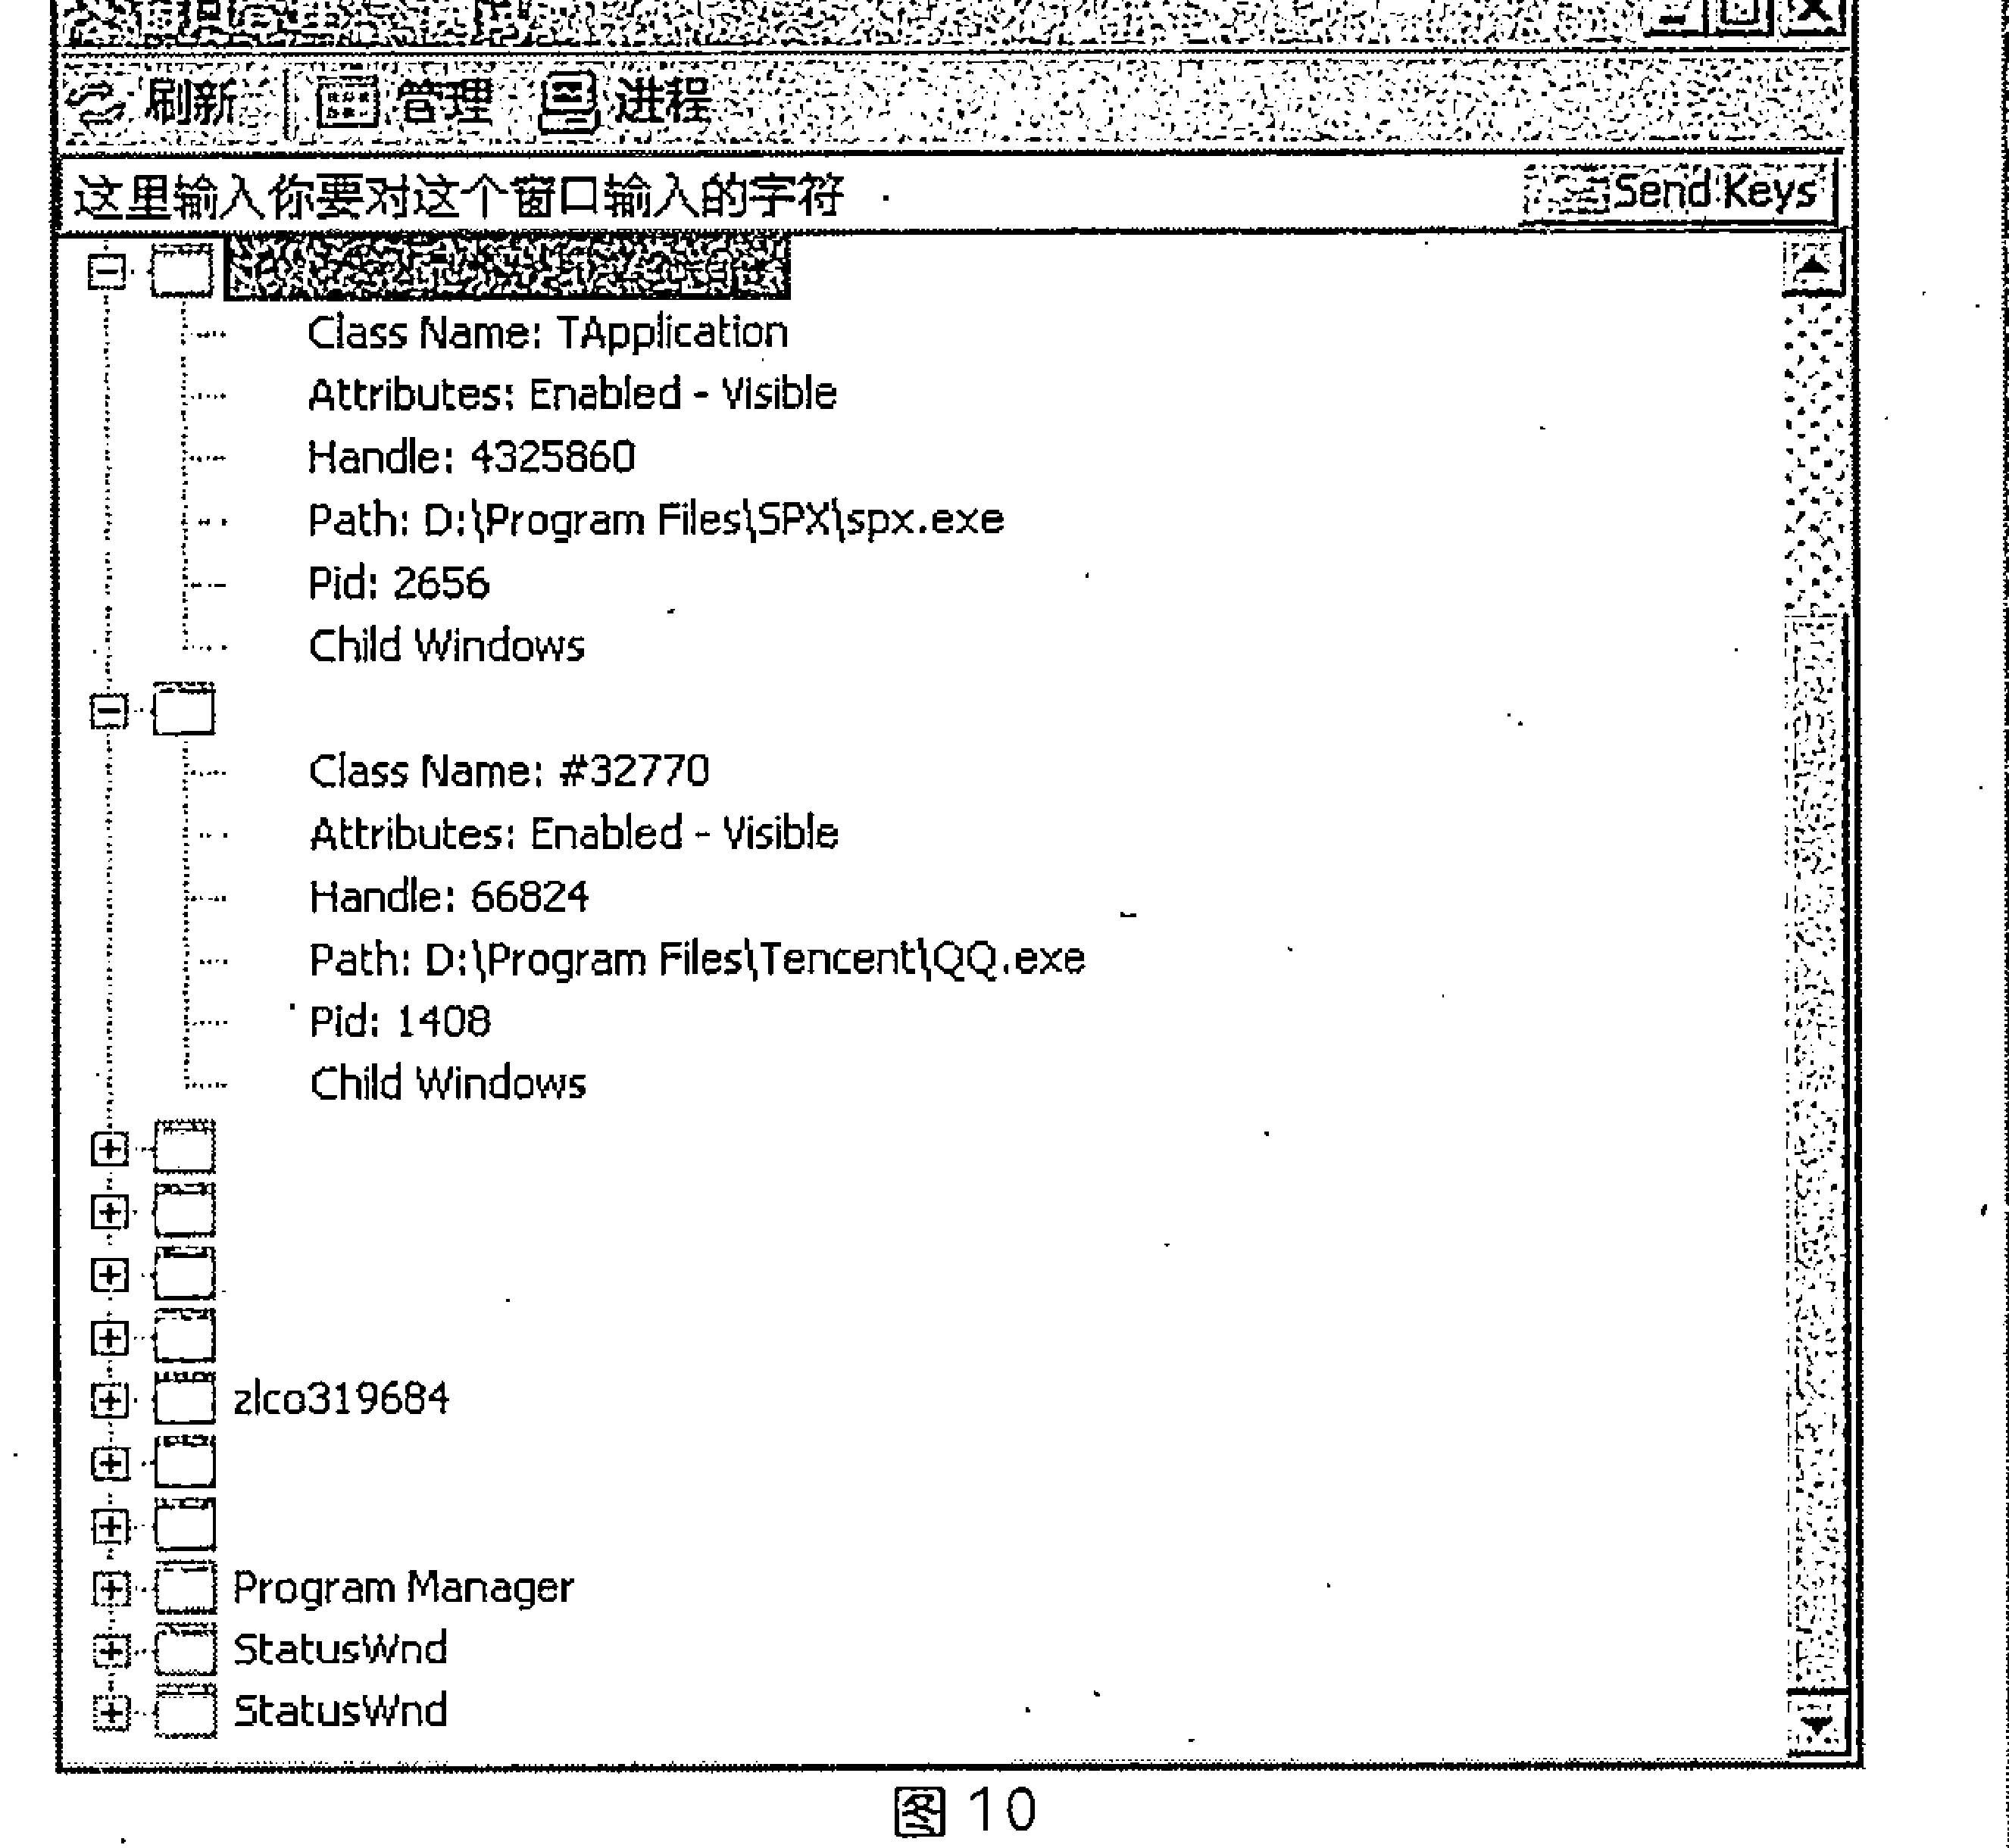 刷新 管理 进程
这里输入你要对这个窗口输入的字符 Send Keys
Class Name: TApplication
Attributes: Enabled - Visible
Handle: 4325860
Path: D:\Program Files\SPX\spx.exe
Pid: 2656
Child Windows
Class Name: #32770
Attributes: Enabled - Visible
Handle: 66824
Path: D:\Program Files\Tencent\QQ.exe
Pid: 1408
Child Windows
zlco319684
Program Manager
StatusWnd
StatusWnd
图 10